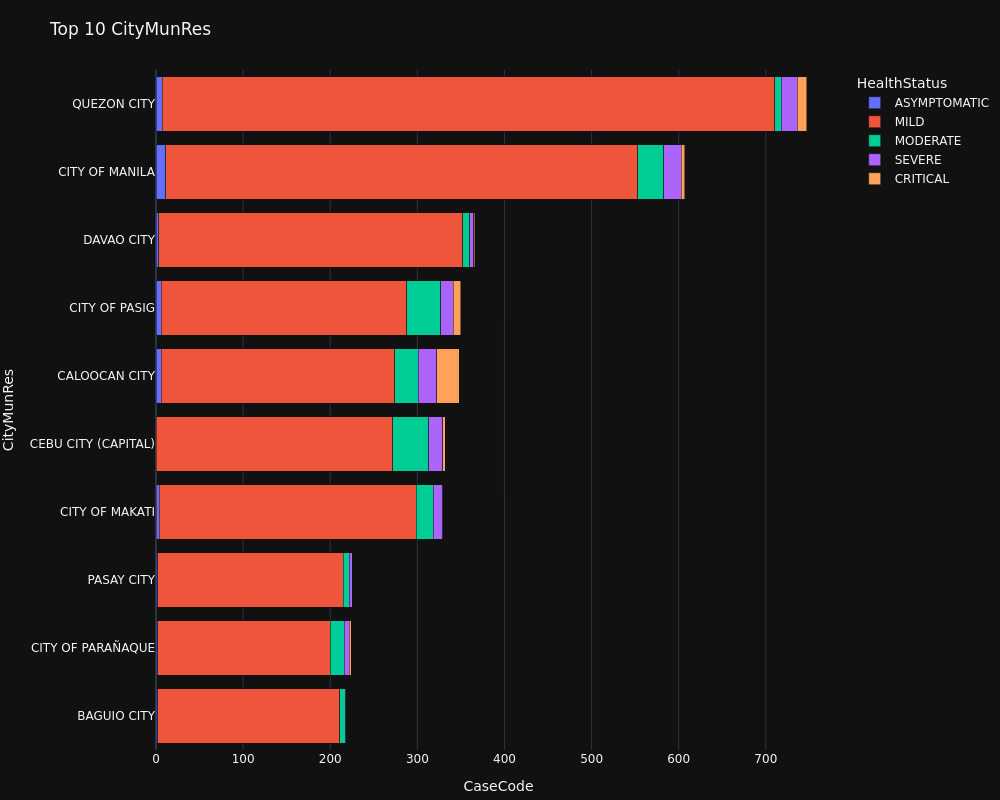 Top 10 CityMunRes
HealthStatus
ASYMPTOMATIC
MILD
MODERATE
SEVERE
CRITICAL
CityMunRes
QUEZON CITY
CITY OF MANILA
DAVAO CITY
CITY OF PASIG
CALOOCAN CITY
CEBU CITY (CAPITAL)
CITY OF MAKATI
PASAY CITY
CITY OF PARAÑAQUE
BAGUIO CITY
0 100 200 300 400 500 600 700
CaseCode